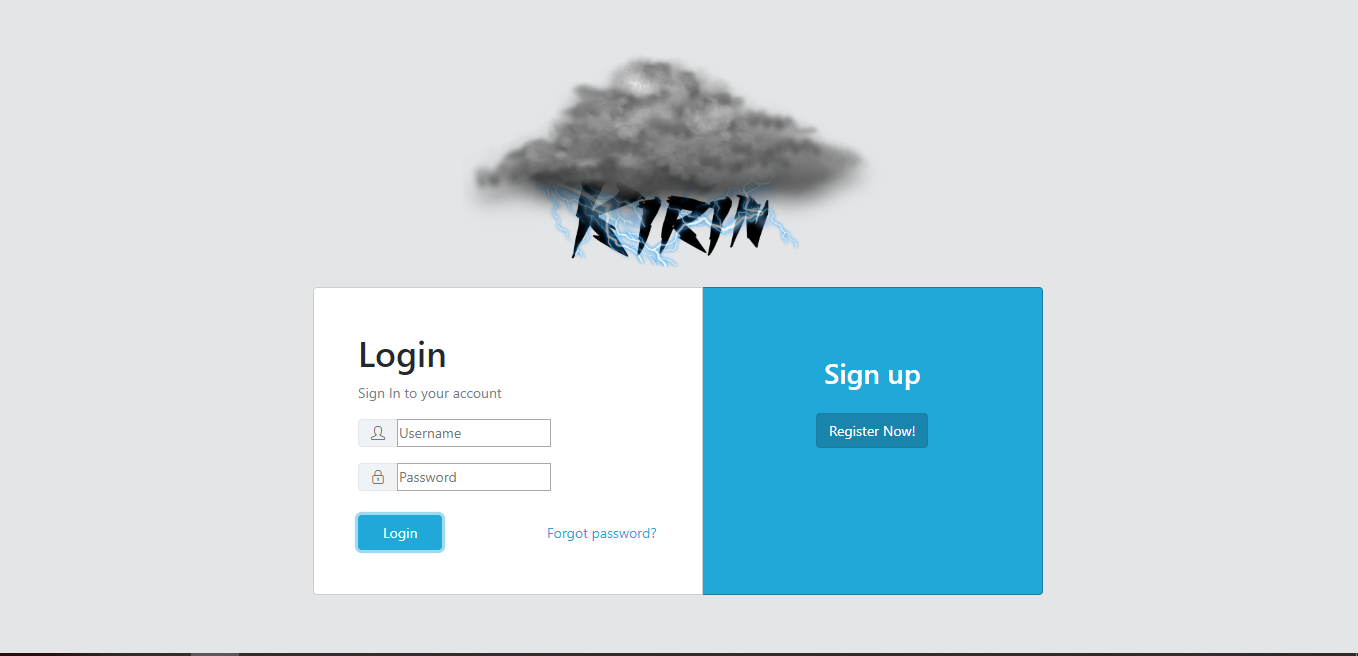 KIRIN
Login
Sign In to your account
Username
Password
Login
Forgot password?
Sign up
Register Now!